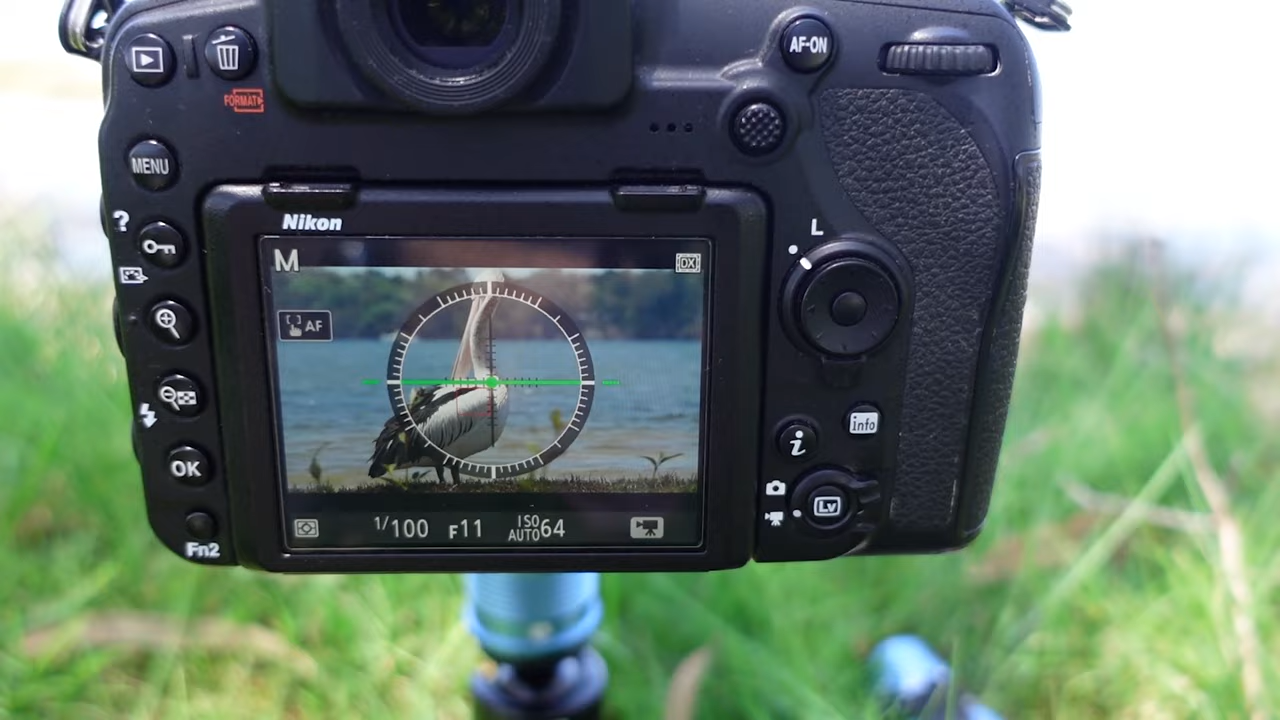 AF-ON
FORMAT
MENU
?
L
Nikon
M
DX
AF
info
i
OK
Lv
1/100 F11 ISO AUTO 64
Fn2